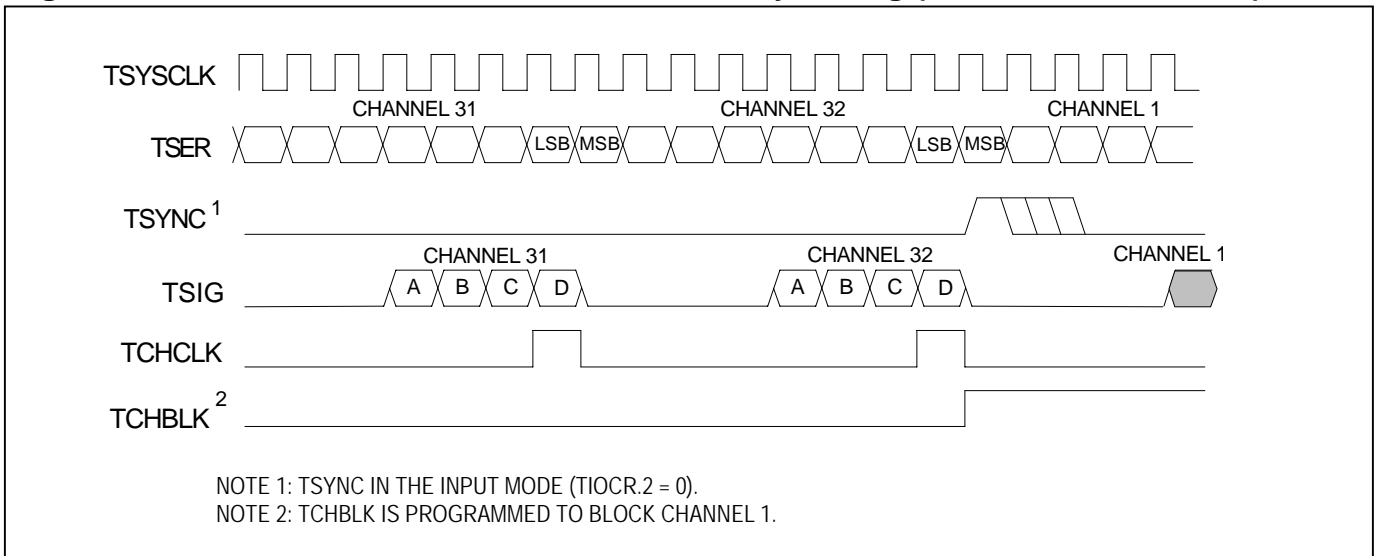 TSYSCLK
CHANNEL 31 CHANNEL 32 CHANNEL 1
TSER LSB MSB LSB MSB
TSYNC 1
CHANNEL 31 CHANNEL 32 CHANNEL 1
TSIG A B C D A B C D
TCHCLK
TCHBLK 2
NOTE 1: TSYNC IN THE INPUT MODE (TIOCR.2 = 0).
NOTE 2: TCHBLK IS PROGRAMMED TO BLOCK CHANNEL 1.